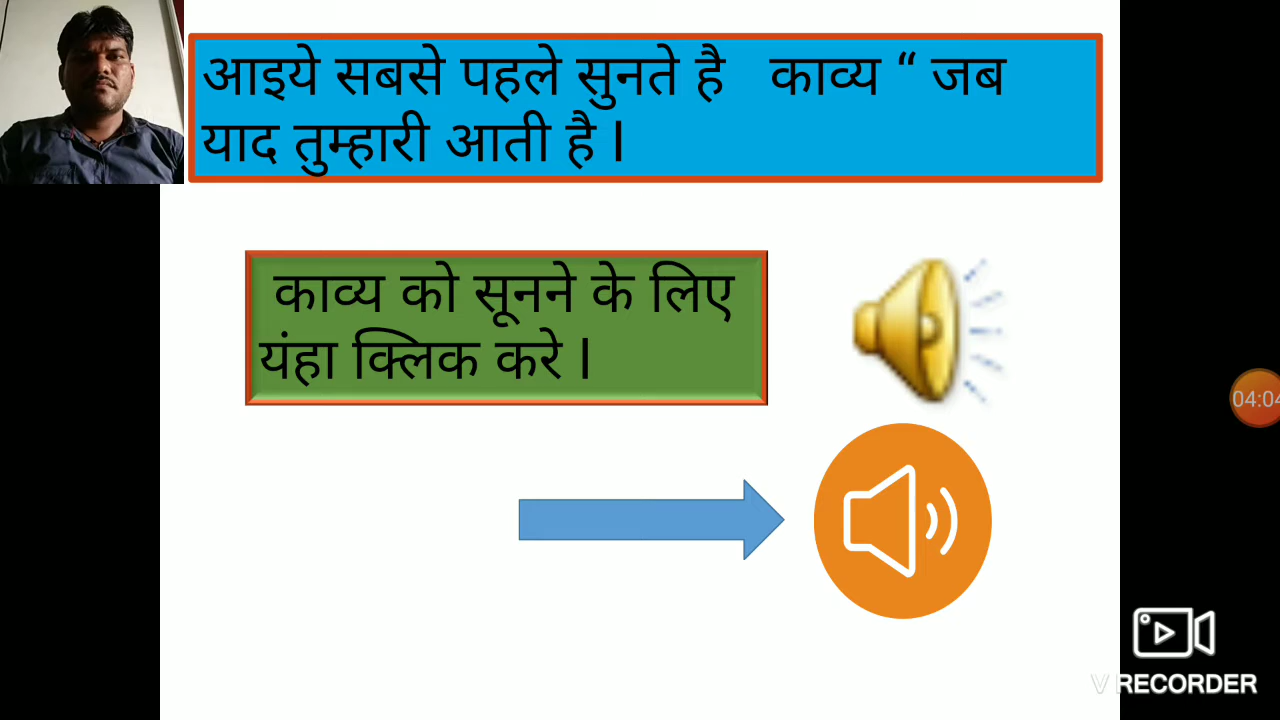 आइये सबसे पहले सुनते है काव्य “ जब
याद तुम्हारी आती है l
काव्य को सूनने के लिए
यंहा क्लिक करे l
04:04
V RECORDER